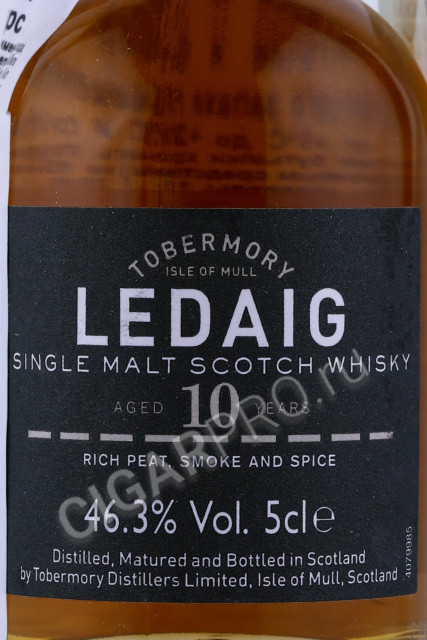 TOBERMORY
ISLE OF MULL
LEDAIG
SINGLE MALT SCOTCH WHISKY
AGED 10 YEARS
RICH PEAT, SMOKE AND SPICE
46.3% Vol. 5cl℮
Distilled, Matured and Bottled in Scotland
by Tobermory Distillers Limited, Isle of Mull, Scotland
4079985
CIGARPRO.ru